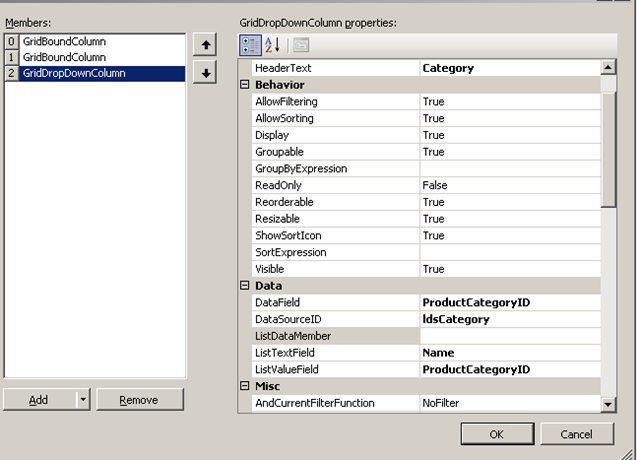 Members:
0 GridBoundColumn
1 GridBoundColumn
2 GridDropDownColumn
Add
Remove
GridDropDownColumn properties:
HeaderText Category
Behavior
AllowFiltering True
AllowSorting True
Display True
Groupable True
GroupByExpression
ReadOnly False
Reorderable True
Resizable True
ShowSortIcon True
SortExpression
Visible True
Data
DataField ProductCategoryID
DataSourceID ldsCategory
ListDataMember
ListTextField Name
ListValueField ProductCategoryID
Misc
AndCurrentFilterFunction NoFilter
OK
Cancel